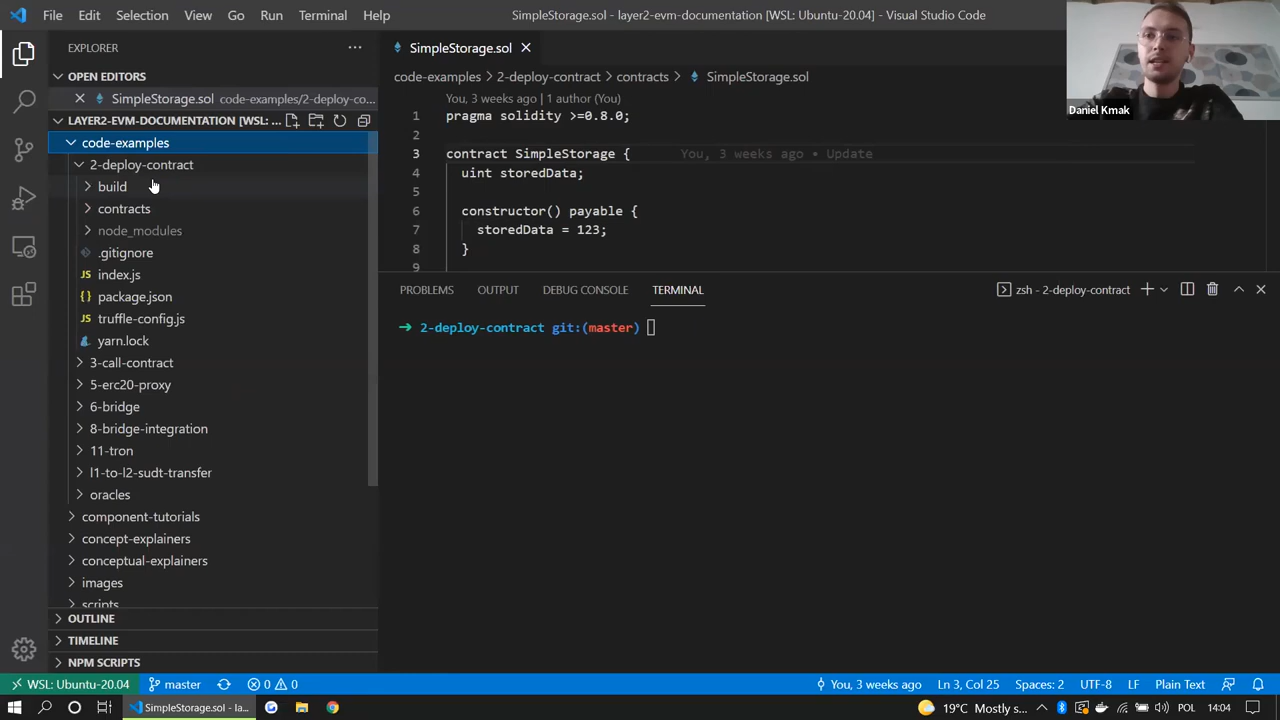 File Edit Selection View Go Run Terminal Help
SimpleStorage.sol - layer2-evm-documentation [WSL: Ubuntu-20.04] - Visual Studio Code
EXPLORER
OPEN EDITORS
SimpleStorage.sol code-examples/2-deploy-co...
LAYER2-EVM-DOCUMENTATION [WSL: ...
code-examples
2-deploy-contract
build
contracts
node_modules
.gitignore
index.js
package.json
truffle-config.js
yarn.lock
3-call-contract
5-erc20-proxy
6-bridge
8-bridge-integration
11-tron
l1-to-l2-sudt-transfer
oracles
component-tutorials
concept-explainers
conceptual-explainers
images
scripts
OUTLINE
TIMELINE
NPM SCRIPTS
SimpleStorage.sol
code-examples > 2-deploy-contract > contracts > SimpleStorage.sol
You, 3 weeks ago | 1 author (You)
1 pragma solidity >=0.8.0;
2
3 contract SimpleStorage { You, 3 weeks ago • Update
4 uint storedData;
5
6 constructor() payable {
7 storedData = 123;
8 }
9
PROBLEMS OUTPUT DEBUG CONSOLE TERMINAL
zsh - 2-deploy-contract
➜ 2-deploy-contract git:(master)
Daniel Kmak
WSL: Ubuntu-20.04 master 0 0
You, 3 weeks ago Ln 3, Col 25 Spaces: 2 UTF-8 LF Plain Text
SimpleStorage.sol - la...
19°C Mostly s... POL 14:04